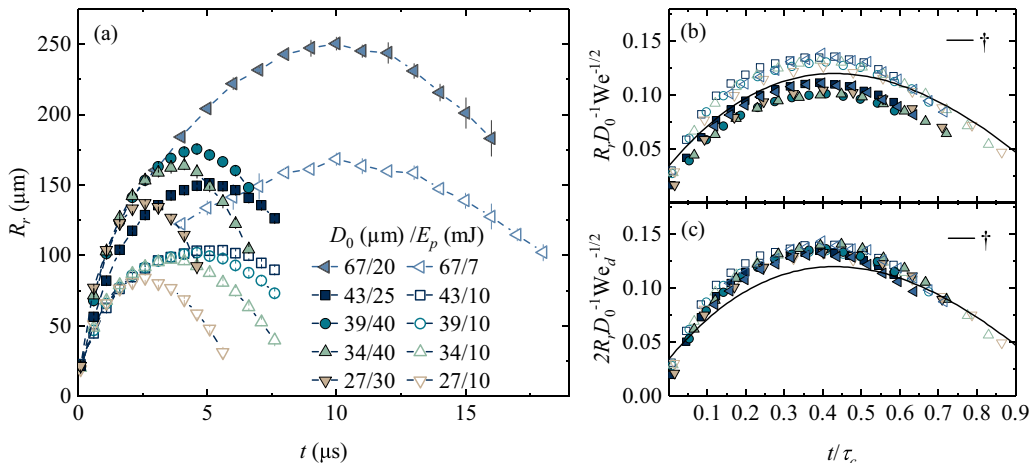 (a)
250
200
150
100
50
0
R_r (μm)
0
5
10
15
t (μs)
D_0 (μm) /E_p (mJ)
67/20
67/7
43/25
43/10
39/40
39/10
34/40
34/10
27/30
27/10
(b)
†
0.15
0.10
0.05
R_r D_0^{-1} We^{-1/2}
(c)
†
0.15
0.10
0.05
0.00
2R_r D_0^{-1} We_d^{-1/2}
0.1 0.2 0.3 0.4 0.5 0.6 0.7 0.8 0.9
t/τ_c